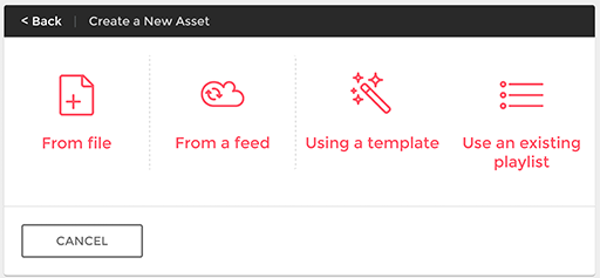 < Back | Create a New Asset
From file
From a feed
Using a template
Use an existing
playlist
CANCEL